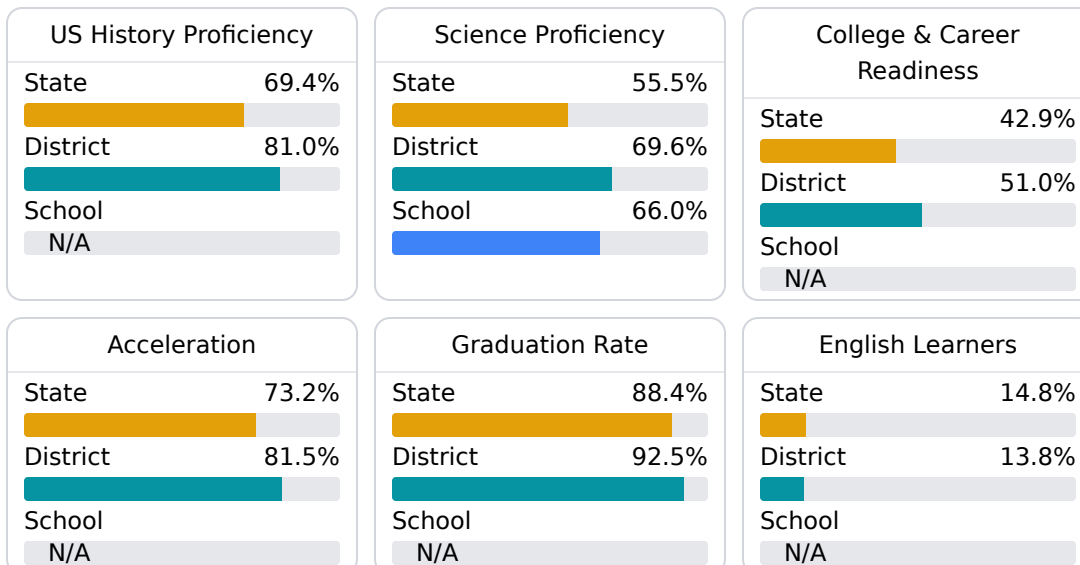 US History Proficiency
State 69.4%
District 81.0%
School
N/A
Science Proficiency
State 55.5%
District 69.6%
School 66.0%
College & Career
Readiness
State 42.9%
District 51.0%
School
N/A
Acceleration
State 73.2%
District 81.5%
School
N/A
Graduation Rate
State 88.4%
District 92.5%
School
N/A
English Learners
State 14.8%
District 13.8%
School
N/A